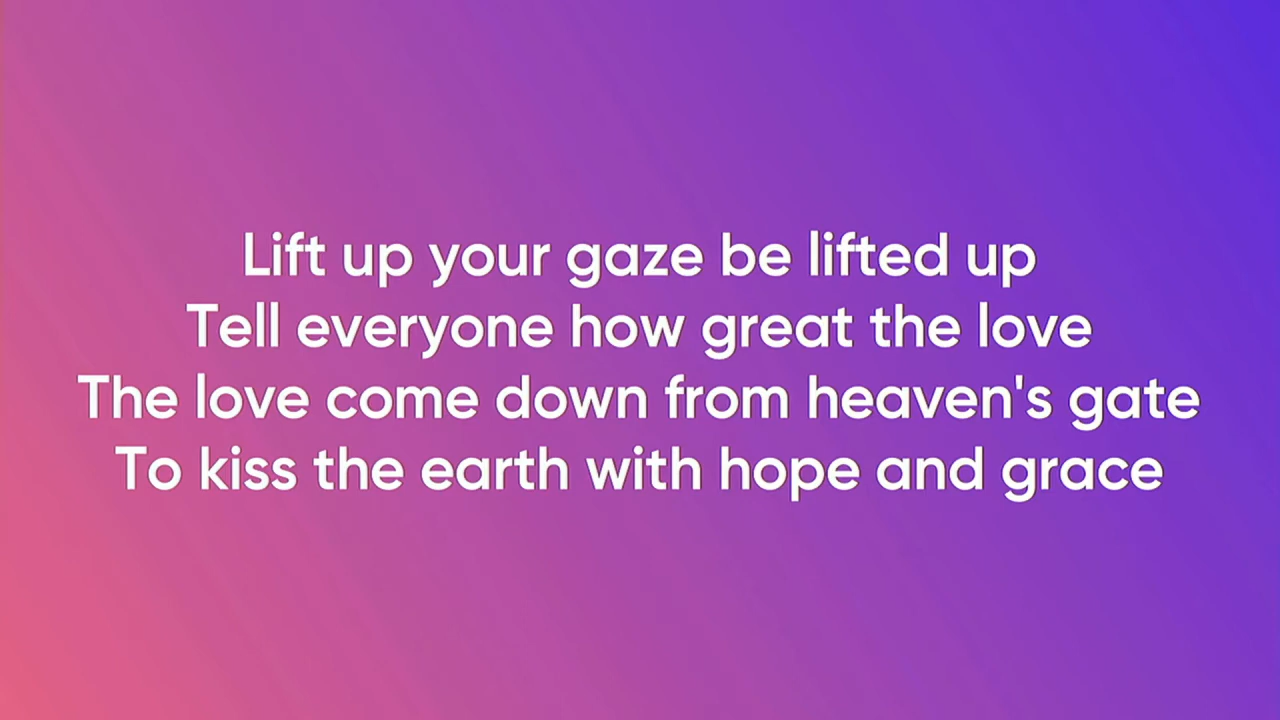 Lift up your gaze be lifted up
Tell everyone how great the love
The love come down from heaven's gate
To kiss the earth with hope and grace